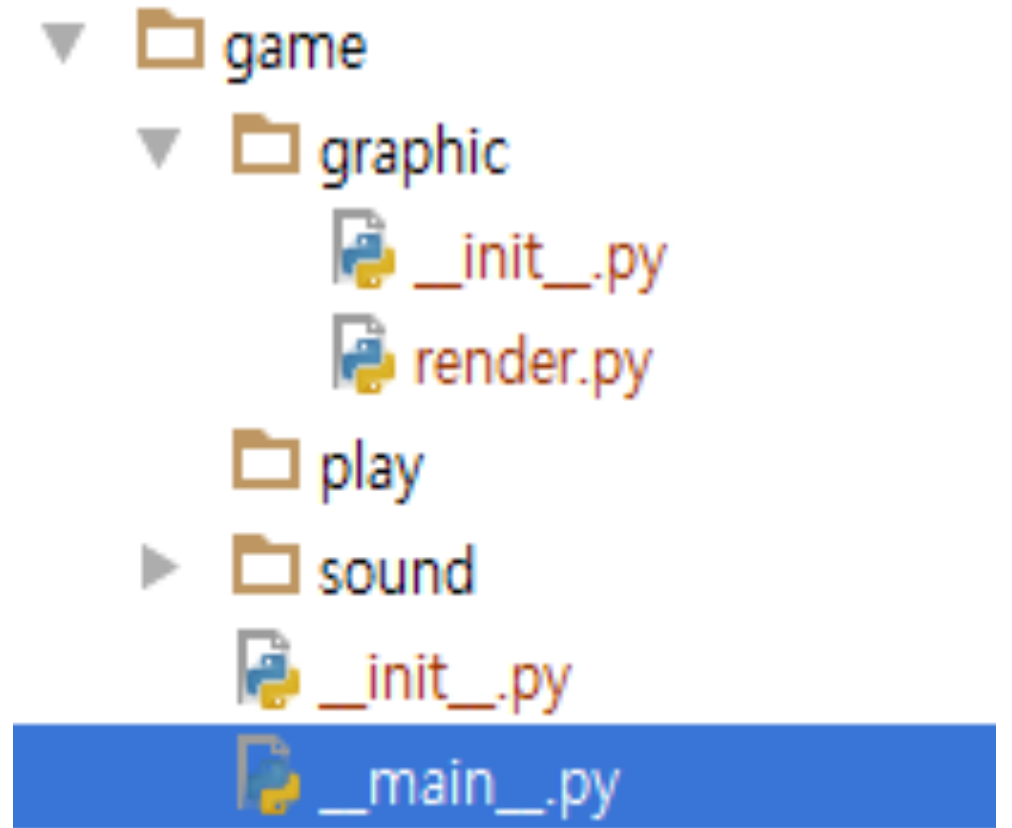 game
graphic
__init__.py
render.py
play
sound
__init__.py
__main__.py